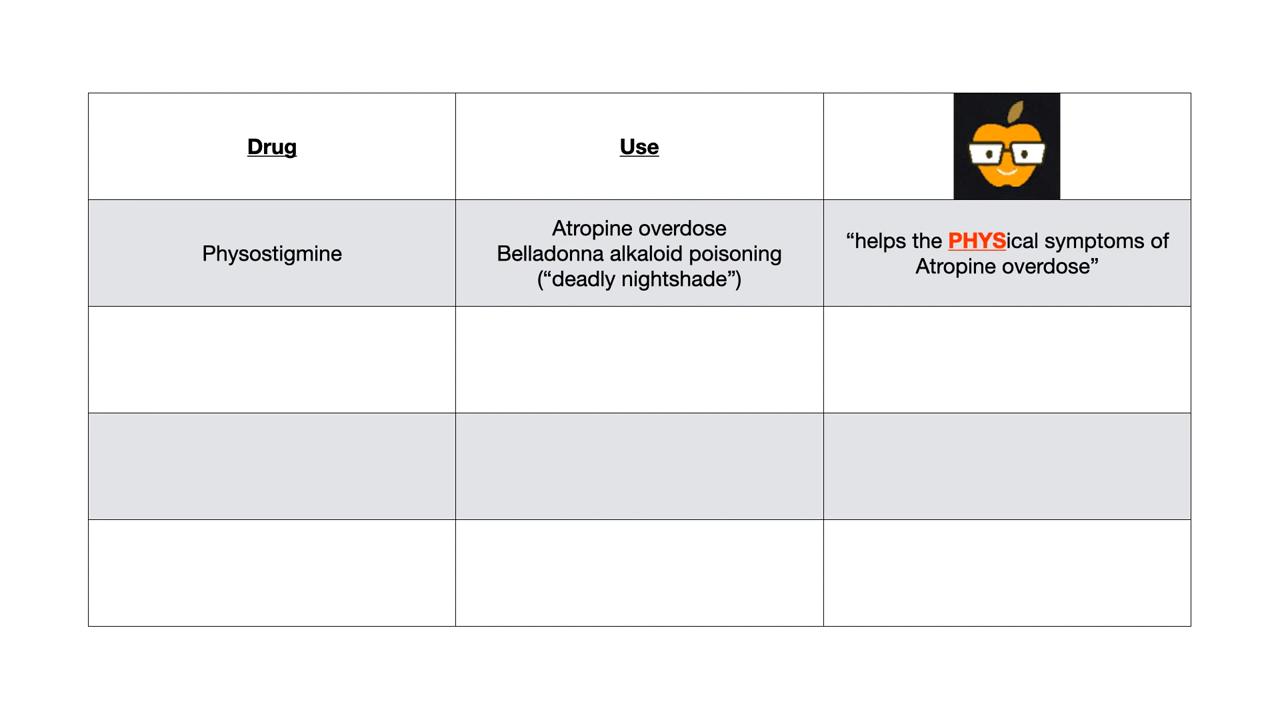 Drug
Use
Physostigmine
Atropine overdose
Belladonna alkaloid poisoning
(“deadly nightshade”)
“helps the PHYSical symptoms of
Atropine overdose”